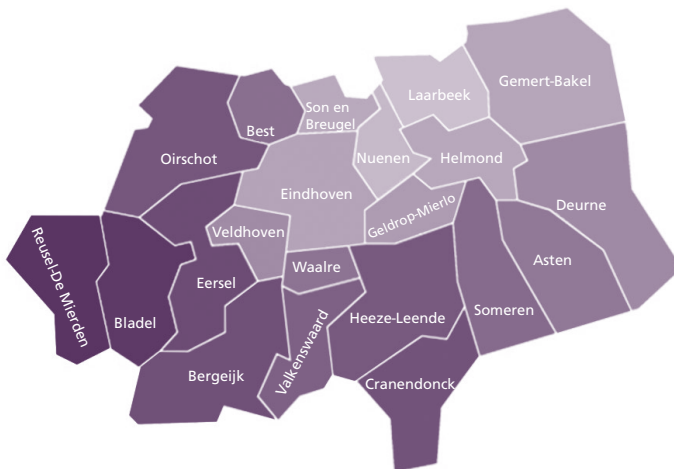 Gemert-Bakel
Laarbeek
Son en
Breugel
Best
Oirschot
Nuenen
Helmond
Eindhoven
Deurne
Geldrop-Mierlo
Veldhoven
Waalre
Asten
Reusel-De Mierden
Eersel
Bladel
Heeze-Leende
Someren
Valkenswaard
Bergeijk
Cranendonck